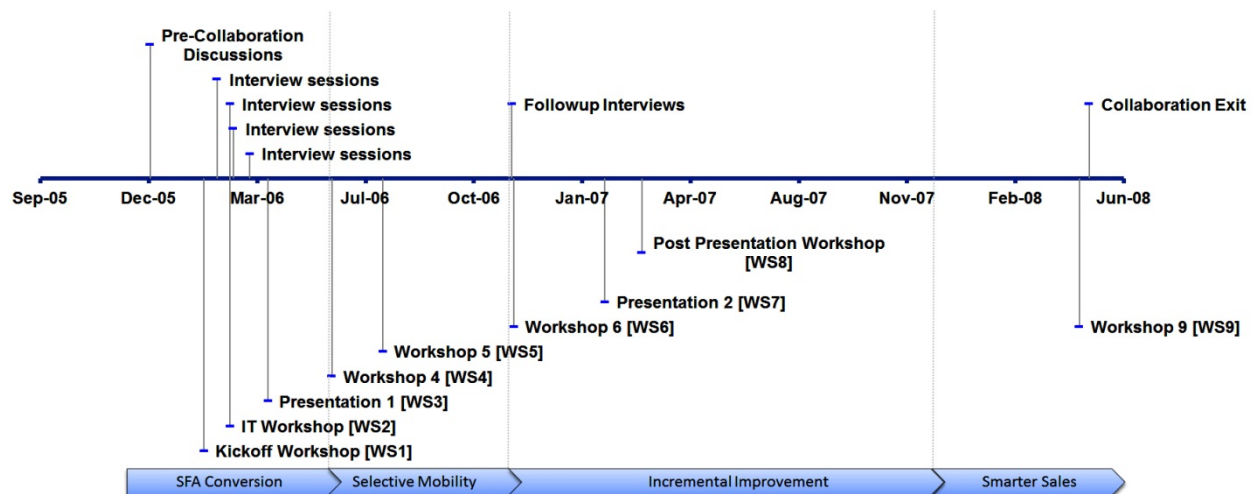 Pre-Collaboration
Discussions
Interview sessions
Interview sessions
Followup Interviews
Collaboration Exit
Interview sessions
Interview sessions
Sep-05
Dec-05
Mar-06
Jul-06
Oct-06
Jan-07
Apr-07
Aug-07
Nov-07
Feb-08
Jun-08
Post Presentation Workshop
[WS8]
Presentation 2 [WS7]
Workshop 6 [WS6]
Workshop 9 [WS9]
Workshop 5 [WS5]
Workshop 4 [WS4]
Presentation 1 [WS3]
IT Workshop [WS2]
Kickoff Workshop [WS1]
SFA Conversion
Selective Mobility
Incremental Improvement
Smarter Sales